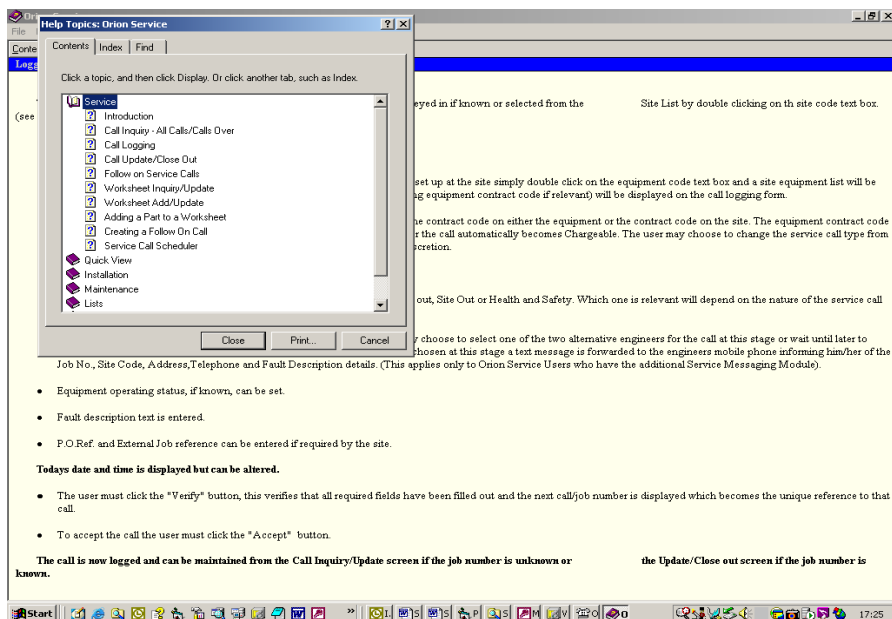 Help Topics: Orion Service
File
Conte
Logg
Contents Index Find
Click a topic, and then click Display. Or click another tab, such as Index.
Service
Introduction
Call Inquiry - All Calls/Calls Over
Call Logging
Call Update/Close Out
Follow on Service Calls
Worksheet Inquiry/Update
Worksheet Add/Update
Adding a Part to a Worksheet
Creating a Follow On Call
Service Call Scheduler
Quick View
Installation
Maintenance
Lists
Close Print... Cancel
eyed in if known or selected from the Site List by double clicking on th site code text box.
(see
set up at the site simply double click on the equipment code text box and a site equipment list will be
g equipment contract code if relevant) will be displayed on the call logging form.
e contract code on either the equipment or the contract code on the site. The equipment contract code
r the call automatically becomes Chargeable. The user may choose to change the service call type from
scretion.
out, Site Out or Health and Safety. Which one is relevant will depend on the nature of the service call
y choose to select one of the two alternative engineers for the call at this stage or wait until later to
chosen at this stage a text message is forwarded to the engineers mobile phone informing him/her of the
Job No., Site Code, Address,Telephone and Fault Description details. (This applies only to Orion Service Users who have the additional Service Messaging Module).
• Equipment operating status, if known, can be set.
• Fault description text is entered.
• P.O.Ref. and External Job reference can be entered if required by the site.
Todays date and time is displayed but can be altered.
• The user must click the "Verify" button, this verifies that all required fields have been filled out and the next call/job number is displayed which becomes the unique reference to that
call.
• To accept the call the user must click the "Accept" button.
The call is now logged and can be maintained from the Call Inquiry/Update screen if the job number is unknown or the Update/Close out screen if the job number is
known.
Start 17:25